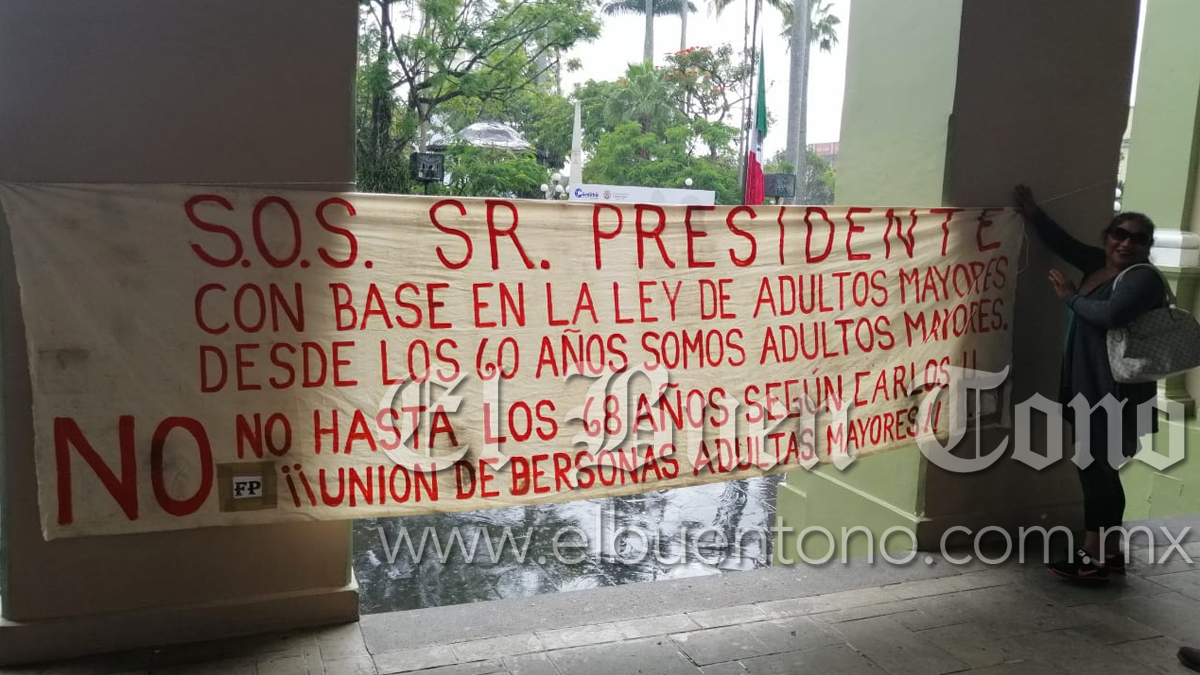 S.O.S. SR. PRESIDENTE
CON BASE EN LA LEY DE ADULTOS MAYORES
DESDE LOS 60 AÑOS SOMOS ADULTOS MAYORES.
NO NO HASTA LOS 68 AÑOS SEGÚN CARLOS!!
FP ¡¡UNION DE PERSONAS ADULTAS MAYORES!!
El Buen Tono
www.elbuentono.com.mx